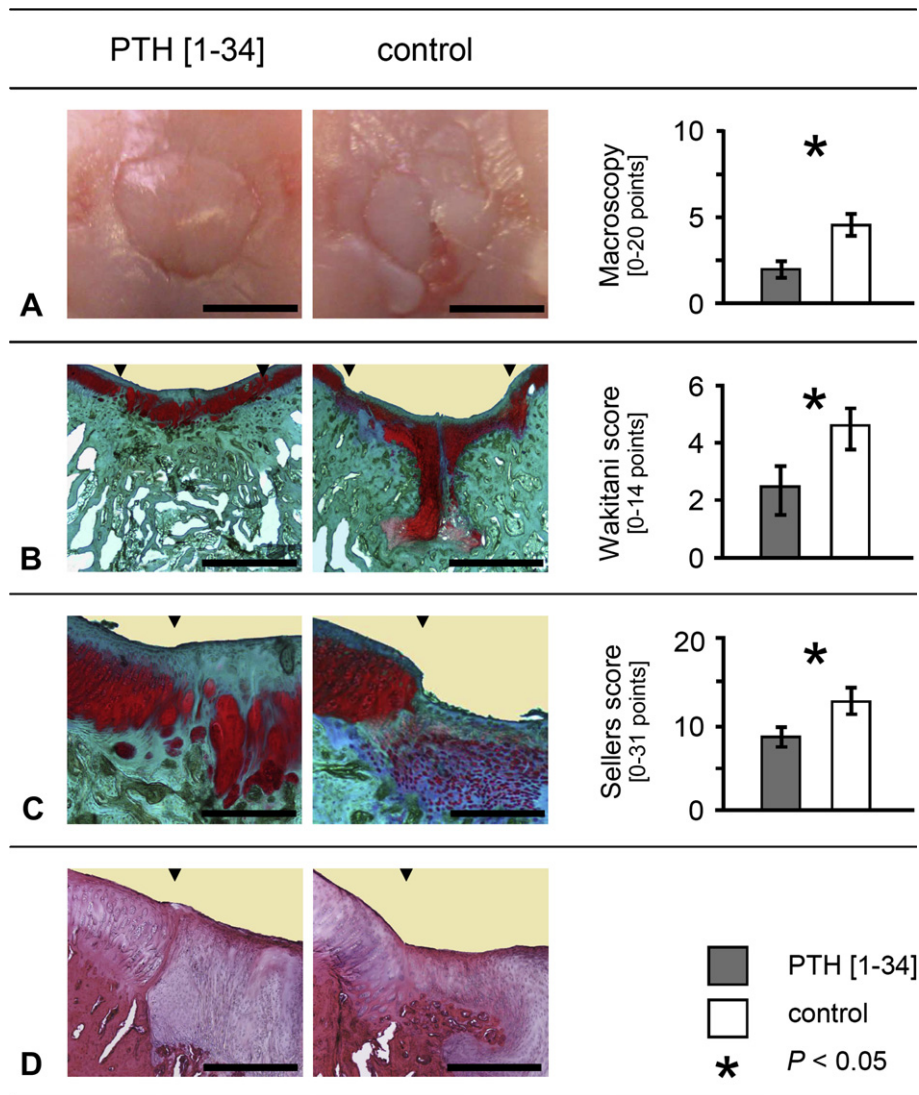 PTH [1-34] control
A
Macroscopy
[0-20 points]
10
5
0
*
B
Wakitani score
[0-14 points]
6
4
2
0
*
C
Sellers score
[0-31 points]
20
10
0
*
D
PTH [1-34]
control
* P < 0.05